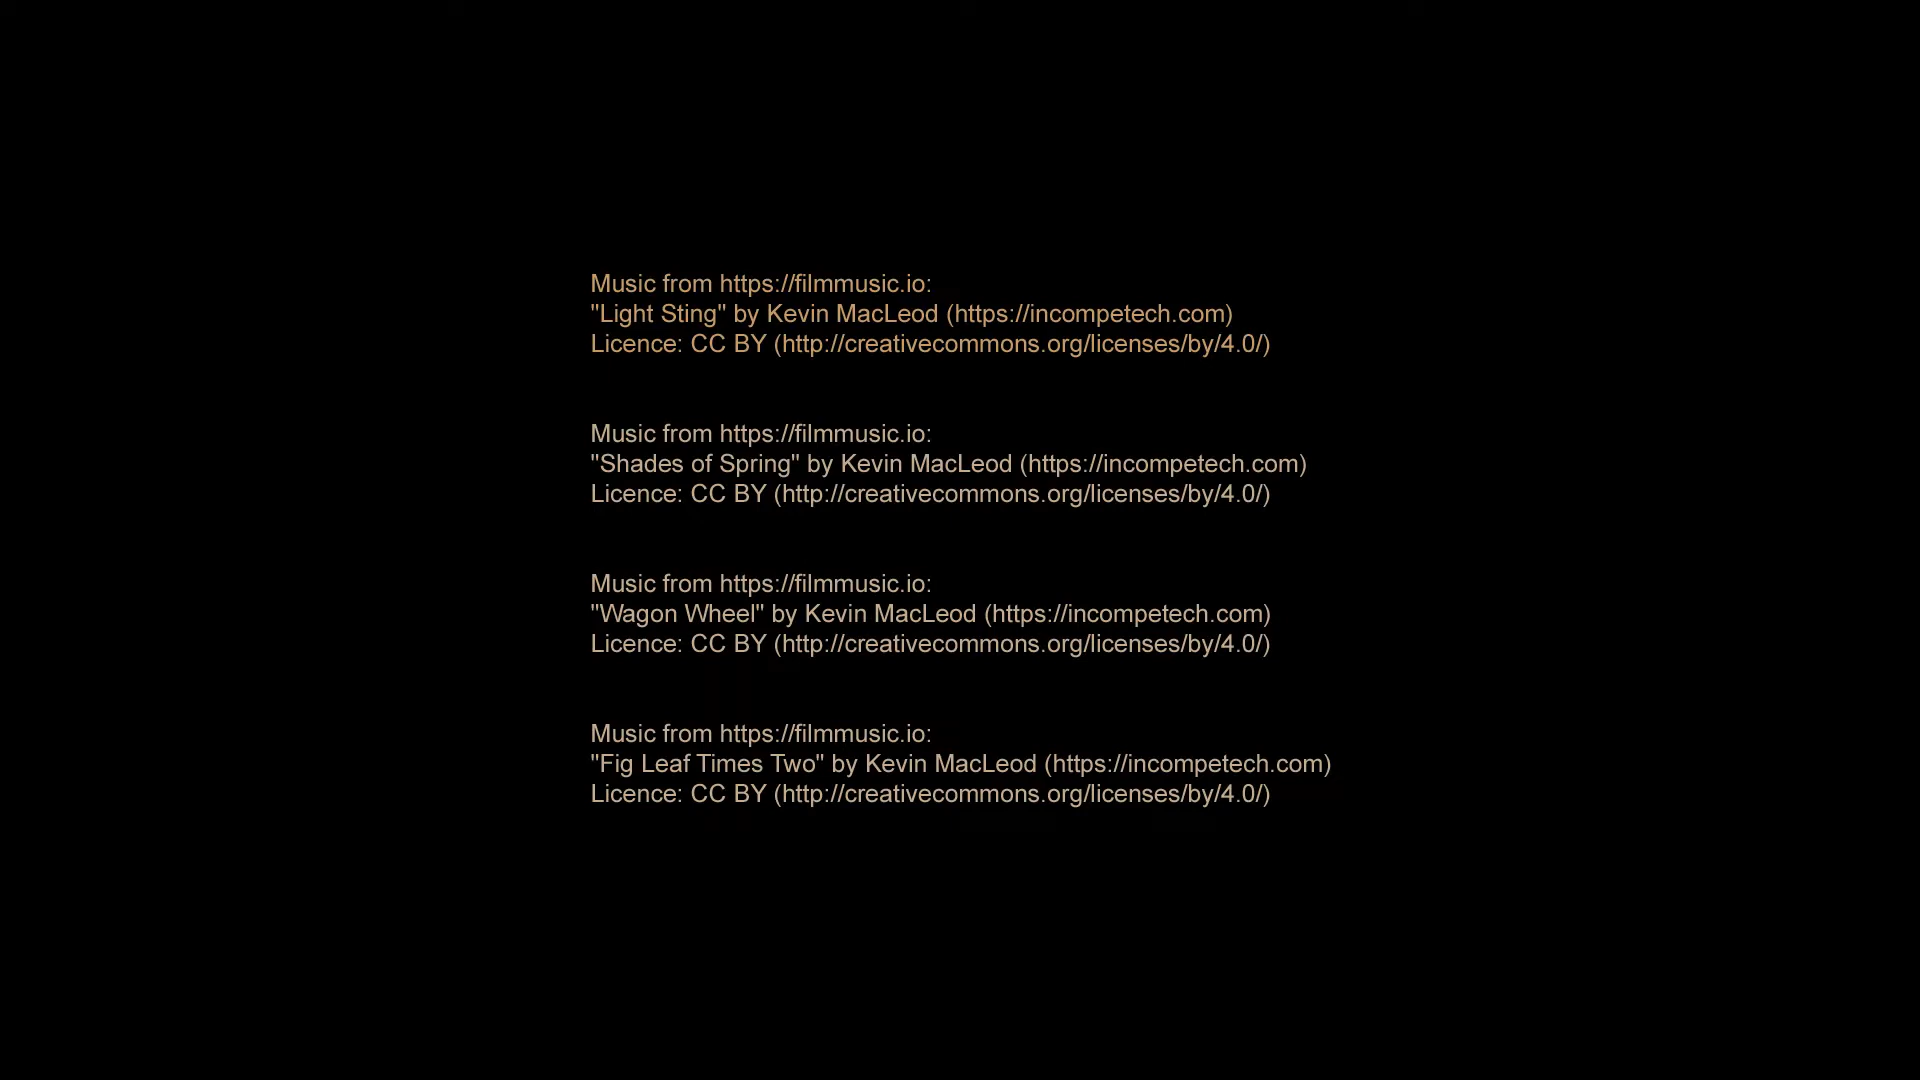 Music from https://filmmusic.io:
"Light Sting" by Kevin MacLeod (https://incompetech.com)
Licence: CC BY (http://creativecommons.org/licenses/by/4.0/)
Music from https://filmmusic.io:
"Shades of Spring" by Kevin MacLeod (https://incompetech.com)
Licence: CC BY (http://creativecommons.org/licenses/by/4.0/)
Music from https://filmmusic.io:
"Wagon Wheel" by Kevin MacLeod (https://incompetech.com)
Licence: CC BY (http://creativecommons.org/licenses/by/4.0/)
Music from https://filmmusic.io:
"Fig Leaf Times Two" by Kevin MacLeod (https://incompetech.com)
Licence: CC BY (http://creativecommons.org/licenses/by/4.0/)